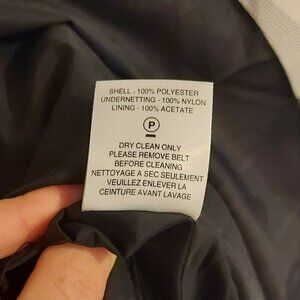 SHELL - 100% POLYESTER
UNDERNETTING - 100% NYLON
LINING - 100% ACETATE
P
DRY CLEAN ONLY
PLEASE REMOVE BELT
BEFORE CLEANING
NETTOYAGE A SEC SEULEMENT
VEUILLEZ ENLEVER LA
CEINTURE AVANT LAVAGE